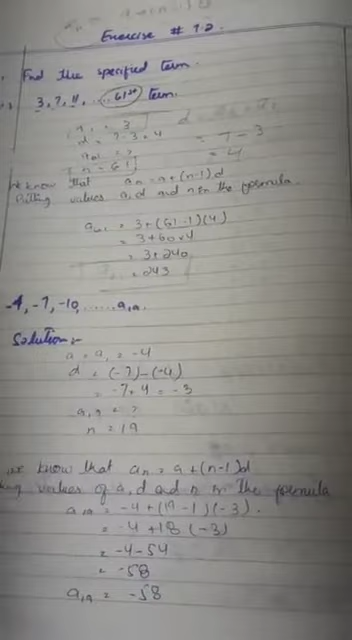 Exercise # 7.2.
Find the specified term.
3, 7, 11, ..... 61st term.
a, = 3
d = 7-3 = 4
= 7-3
= 4
a61 = ?
n = 61
we know that an = a+(n-1)d
Putting values a, d and n in the formula.
a61 = 3+(61-1)(4)
= 3+60×4
= 3+240
= 243
-4, -7, -10, ...... a19.
Solution:-
a = a1 = -4
d = (-7)-(-4)
= -7+4 = -3
a19 = ?
n = 19
we know that an = a+(n-1)d
values of a, d and n in the formula
a19 = -4+(19-1)(-3).
= -4+18(-3)
= -4-54
= -58
a19 = -58